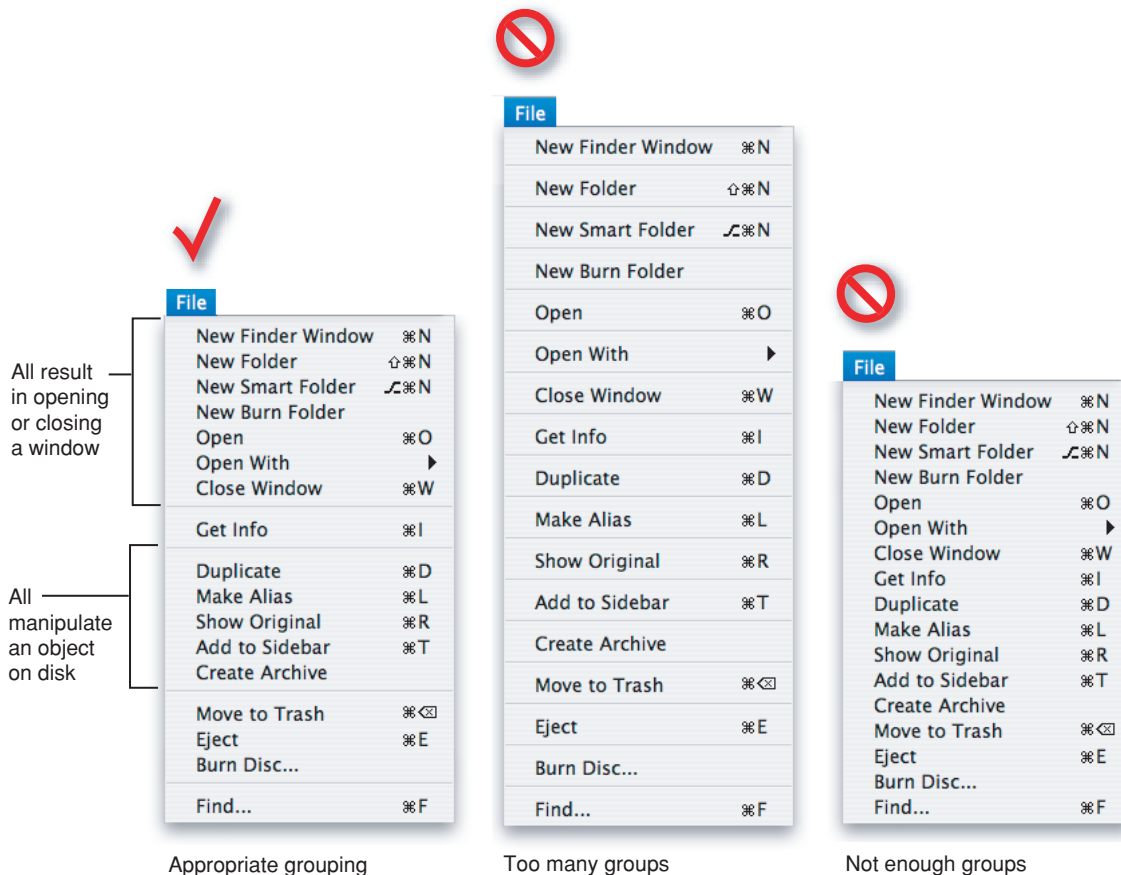 File
New Finder Window ⌘N
New Folder ⇧⌘N
New Smart Folder ⌥⌘N
New Burn Folder
Open ⌘O
Open With ▶
Close Window ⌘W
Get Info ⌘I
Duplicate ⌘D
Make Alias ⌘L
Show Original ⌘R
Add to Sidebar ⌘T
Create Archive
Move to Trash ⌘⌫
Eject ⌘E
Burn Disc...
Find... ⌘F
All result
in opening
or closing
a window
All
manipulate
an object
on disk
Appropriate grouping
File
New Finder Window ⌘N
New Folder ⇧⌘N
New Smart Folder ⌥⌘N
New Burn Folder
Open ⌘O
Open With ▶
Close Window ⌘W
Get Info ⌘I
Duplicate ⌘D
Make Alias ⌘L
Show Original ⌘R
Add to Sidebar ⌘T
Create Archive
Move to Trash ⌘⌫
Eject ⌘E
Burn Disc...
Find... ⌘F
Too many groups
File
New Finder Window ⌘N
New Folder ⇧⌘N
New Smart Folder ⌥⌘N
New Burn Folder
Open ⌘O
Open With ▶
Close Window ⌘W
Get Info ⌘I
Duplicate ⌘D
Make Alias ⌘L
Show Original ⌘R
Add to Sidebar ⌘T
Create Archive
Move to Trash ⌘⌫
Eject ⌘E
Burn Disc...
Find... ⌘F
Not enough groups